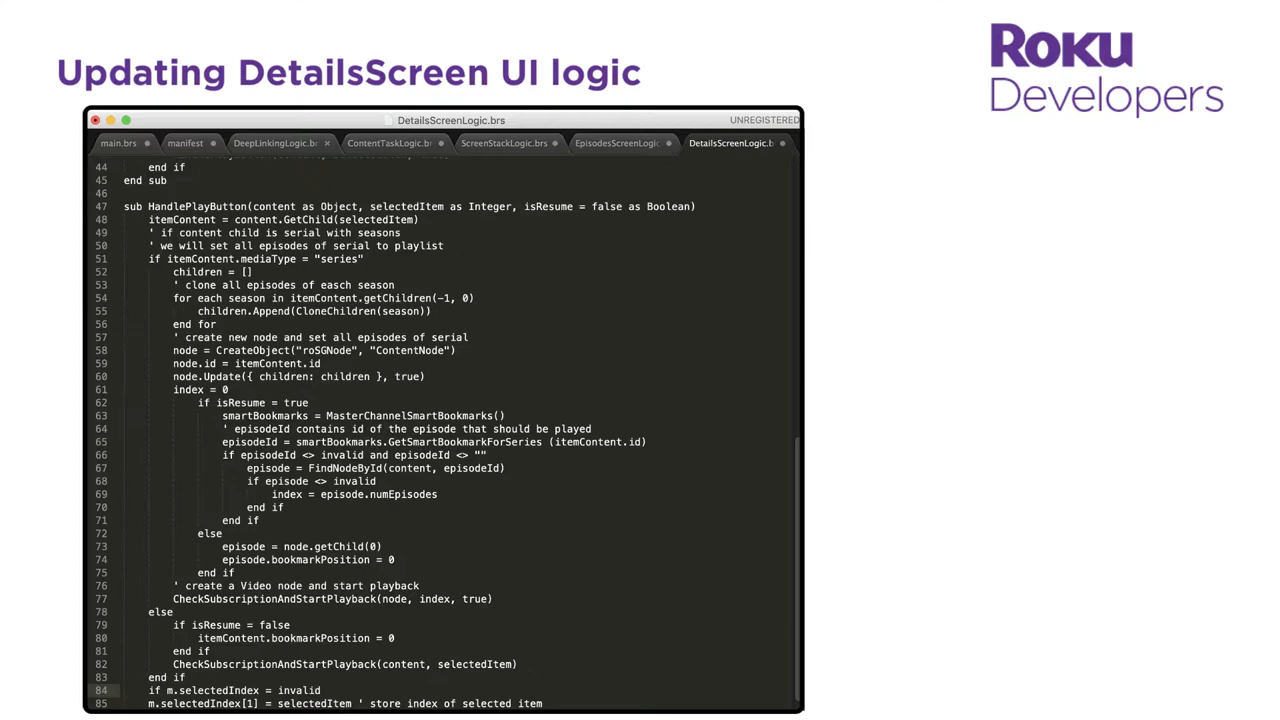 Updating DetailsScreen UI logic
ROKU
Developers
DetailsScreenLogic.brs
UNREGISTERED
main.brs
manifest
DeepLinkingLogic.br
ContentTaskLogic.br
ScreenStackLogic.brs
EpisodesScreenLogic
DetailsScreenLogic.b
44 end if
45 end sub
46
47 sub HandlePlayButton(content as Object, selectedItem as Integer, isResume = false as Boolean)
48 itemContent = content.GetChild(selectedItem)
49 ' if content child is serial with seasons
50 ' we will set all episodes of serial to playlist
51 if itemContent.mediaType = "series"
52 children = []
53 ' clone all episodes of easch season
54 for each season in itemContent.getChildren(-1, 0)
55 children.Append(CloneChildren(season))
56 end for
57 ' create new node and set all episodes of serial
58 node = CreateObject("roSGNode", "ContentNode")
59 node.id = itemContent.id
60 node.Update({ children: children }, true)
61 index = 0
62 if isResume = true
63 smartBookmarks = MasterChannelSmartBookmarks()
64 ' episodeId contains id of the episode that should be played
65 episodeId = smartBookmarks.GetSmartBookmarkForSeries (itemContent.id)
66 if episodeId <> invalid and episodeId <> ""
67 episode = FindNodeById(content, episodeId)
68 if episode <> invalid
69 index = episode.numEpisodes
70 end if
71 end if
72 else
73 episode = node.getChild(0)
74 episode.bookmarkPosition = 0
75 end if
76 ' create a Video node and start playback
77 CheckSubscriptionAndStartPlayback(node, index, true)
78 else
79 if isResume = false
80 itemContent.bookmarkPosition = 0
81 end if
82 CheckSubscriptionAndStartPlayback(content, selectedItem)
83 end if
84 if m.selectedIndex = invalid
85 m.selectedIndex[1] = selectedItem ' store index of selected item